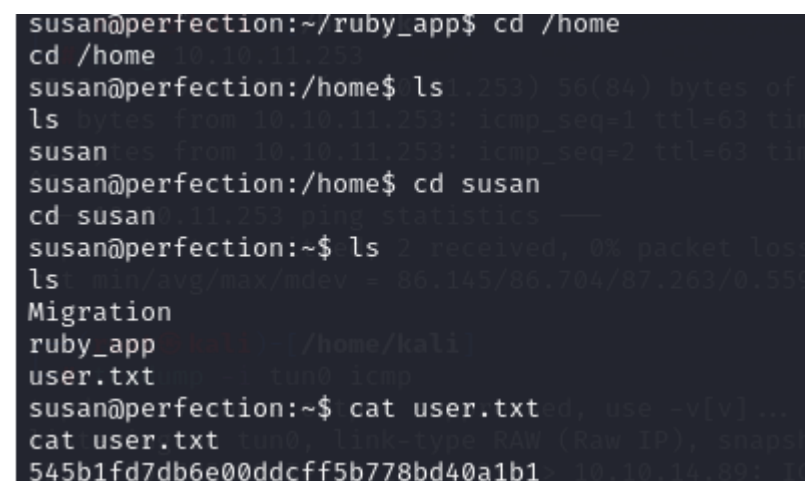 susan@perfection:~/ruby_app$ cd /home
cd /home
susan@perfection:/home$ ls
ls
susan
susan@perfection:/home$ cd susan
cd susan
susan@perfection:~$ ls
ls
Migration
ruby_app
user.txt
susan@perfection:~$ cat user.txt
cat user.txt
545b1fd7db6e00ddcff5b778bd40a1b1